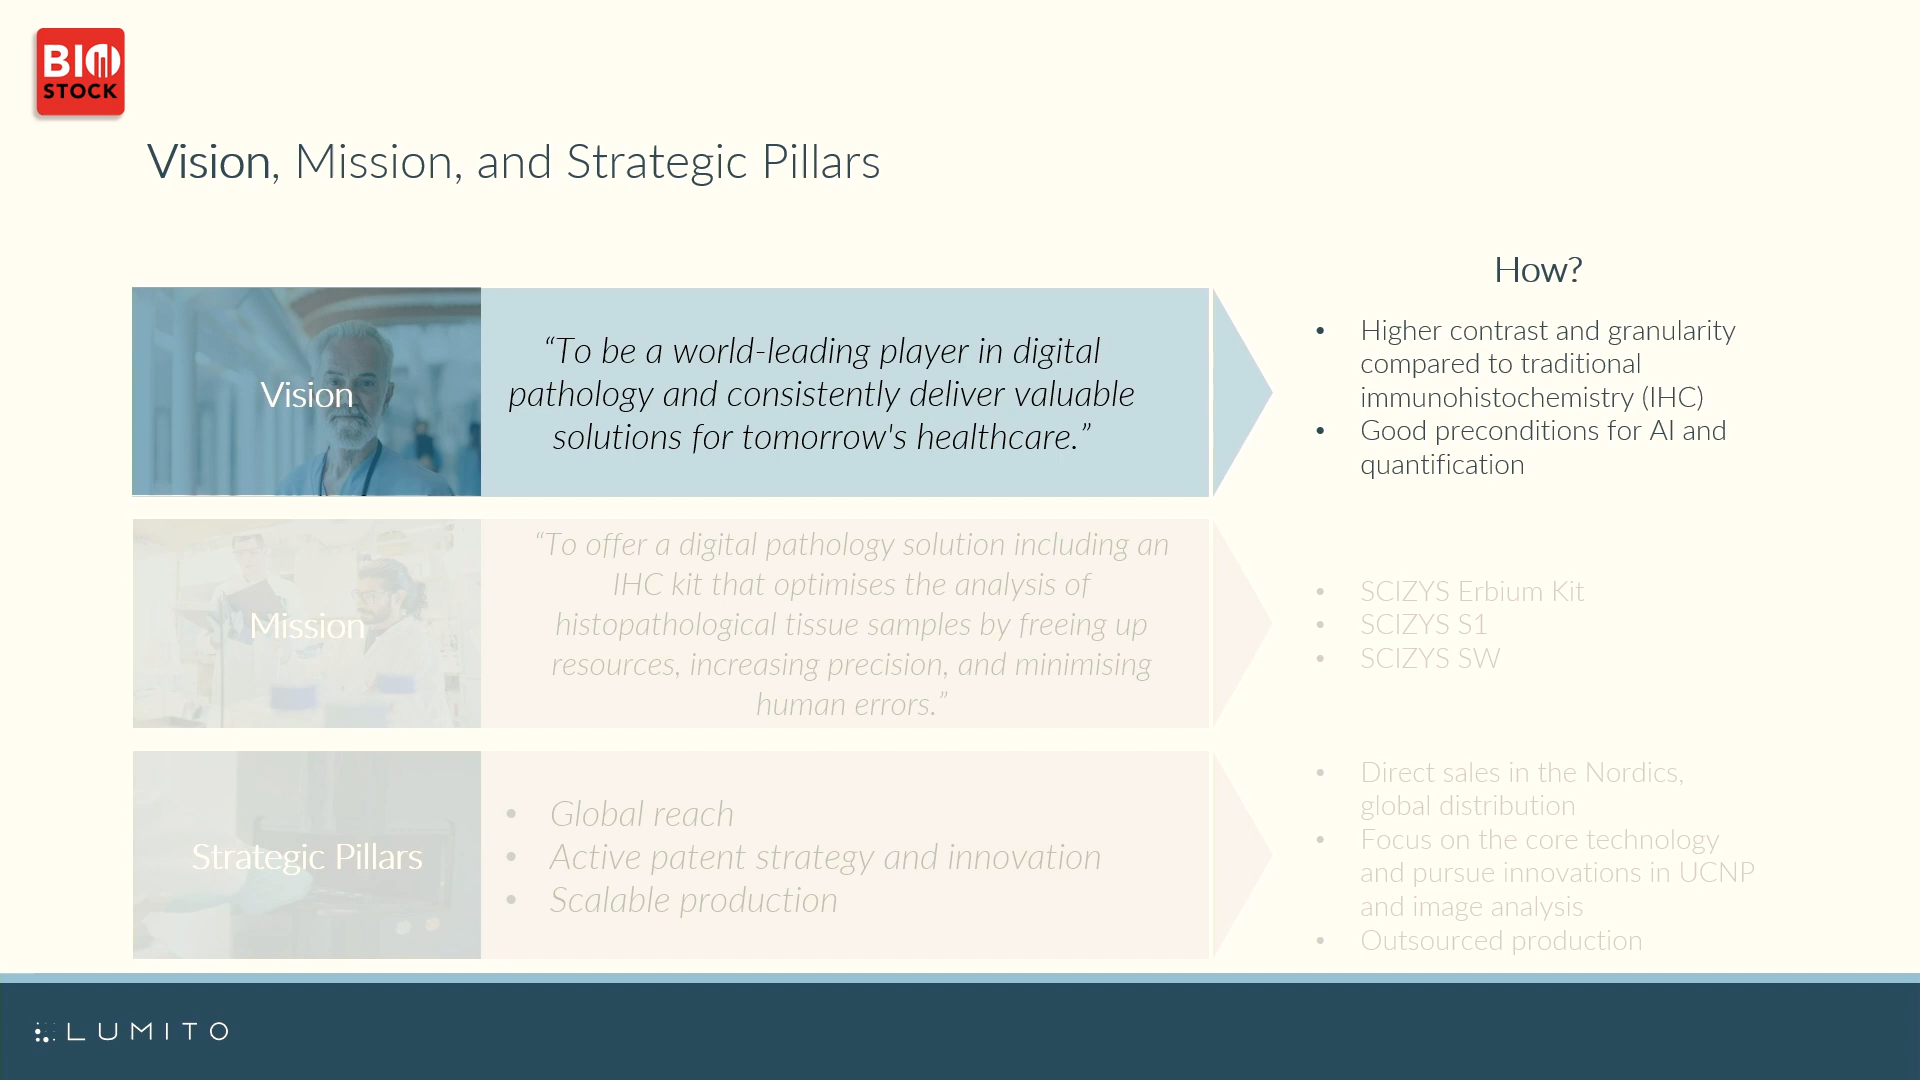 BIO
STOCK
Vision, Mission, and Strategic Pillars
How?
Vision
“To be a world-leading player in digital
pathology and consistently deliver valuable
solutions for tomorrow's healthcare.”
• Higher contrast and granularity
compared to traditional
immunohistochemistry (IHC)
• Good preconditions for AI and
quantification
Mission
“To offer a digital pathology solution including an
IHC kit that optimises the analysis of
histopathological tissue samples by freeing up
resources, increasing precision, and minimising
human errors.”
• SCIZYS Erbium Kit
• SCIZYS S1
• SCIZYS SW
Strategic Pillars
• Global reach
• Active patent strategy and innovation
• Scalable production
• Direct sales in the Nordics,
global distribution
• Focus on the core technology
and pursue innovations in UCNP
and image analysis
• Outsourced production
LUMITO